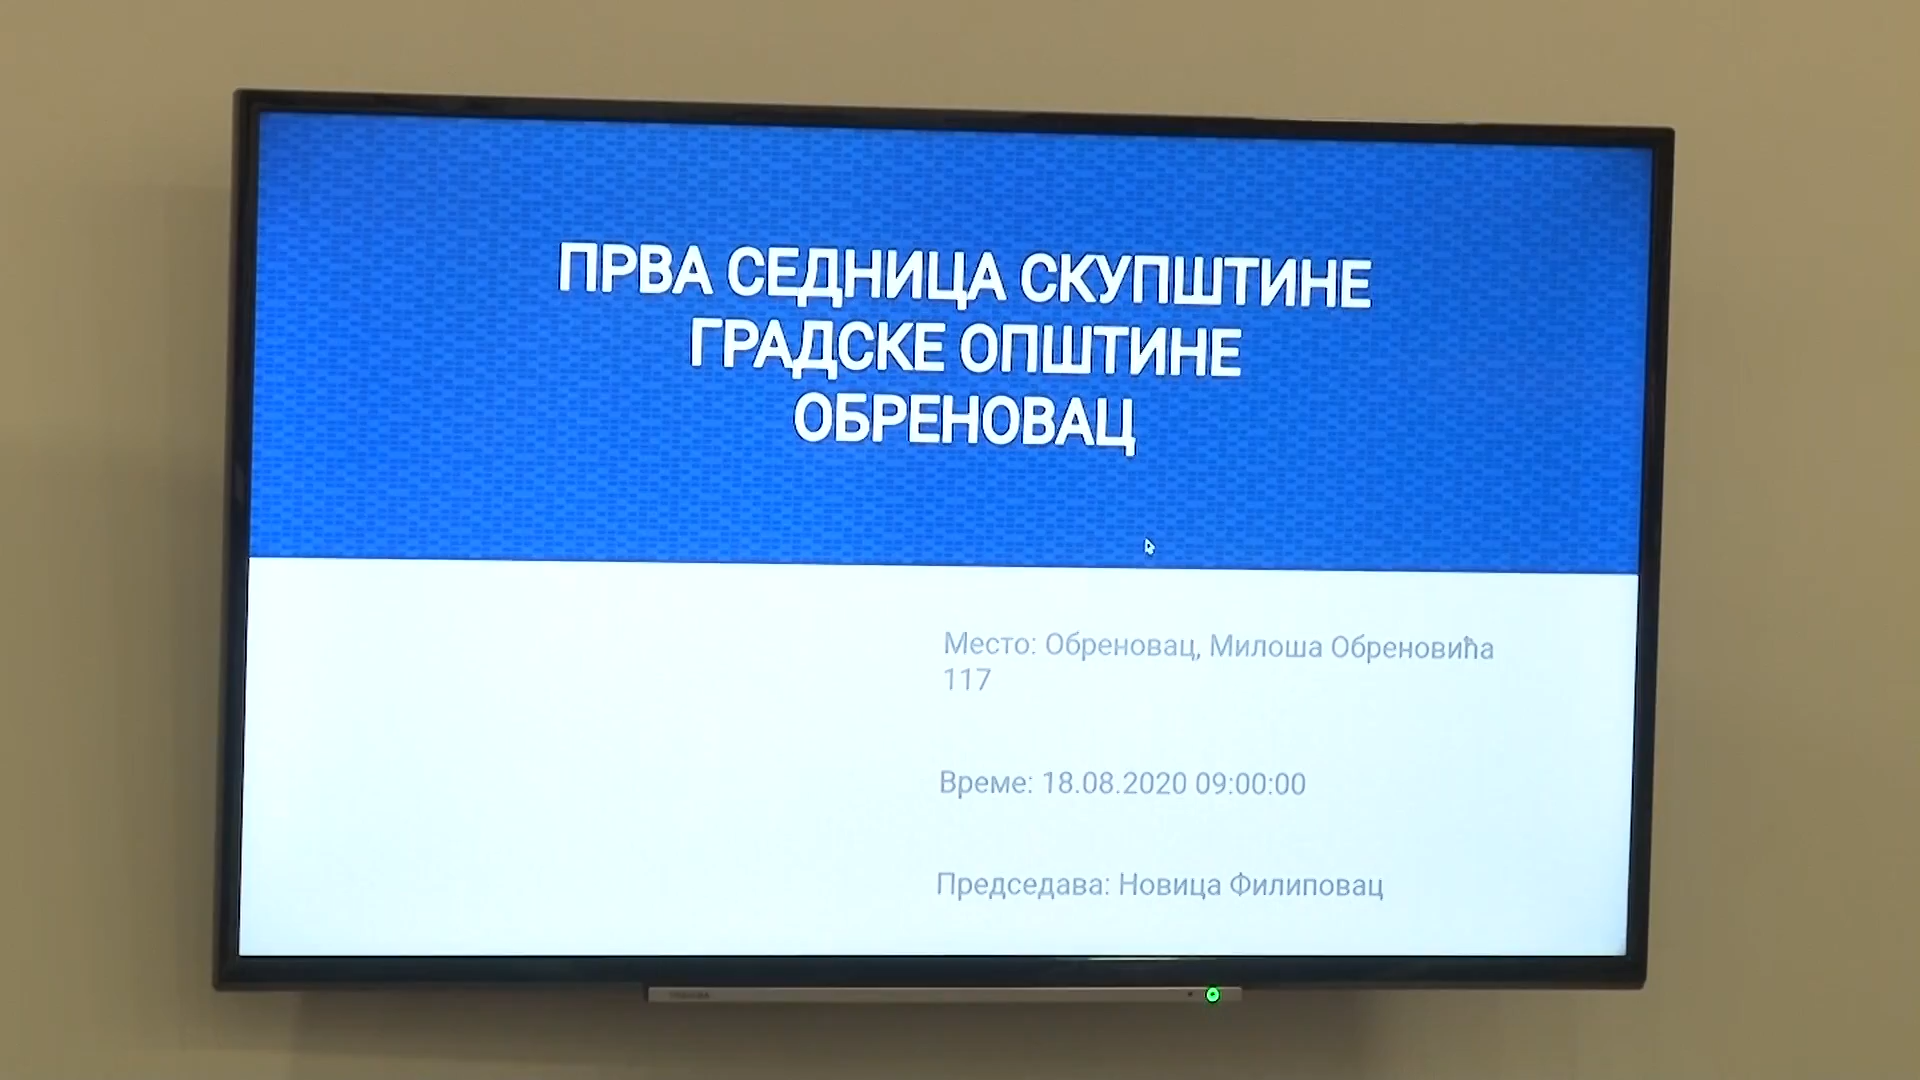 ПРВА СЕДНИЦА СКУПШТИНЕ
ГРАДСКЕ ОПШТИНЕ
ОБРЕНОВАЦ
Место: Обреновац, Милоша Обреновића
117
Време: 18.08.2020 09:00:00
Председава: Новица Филиповац